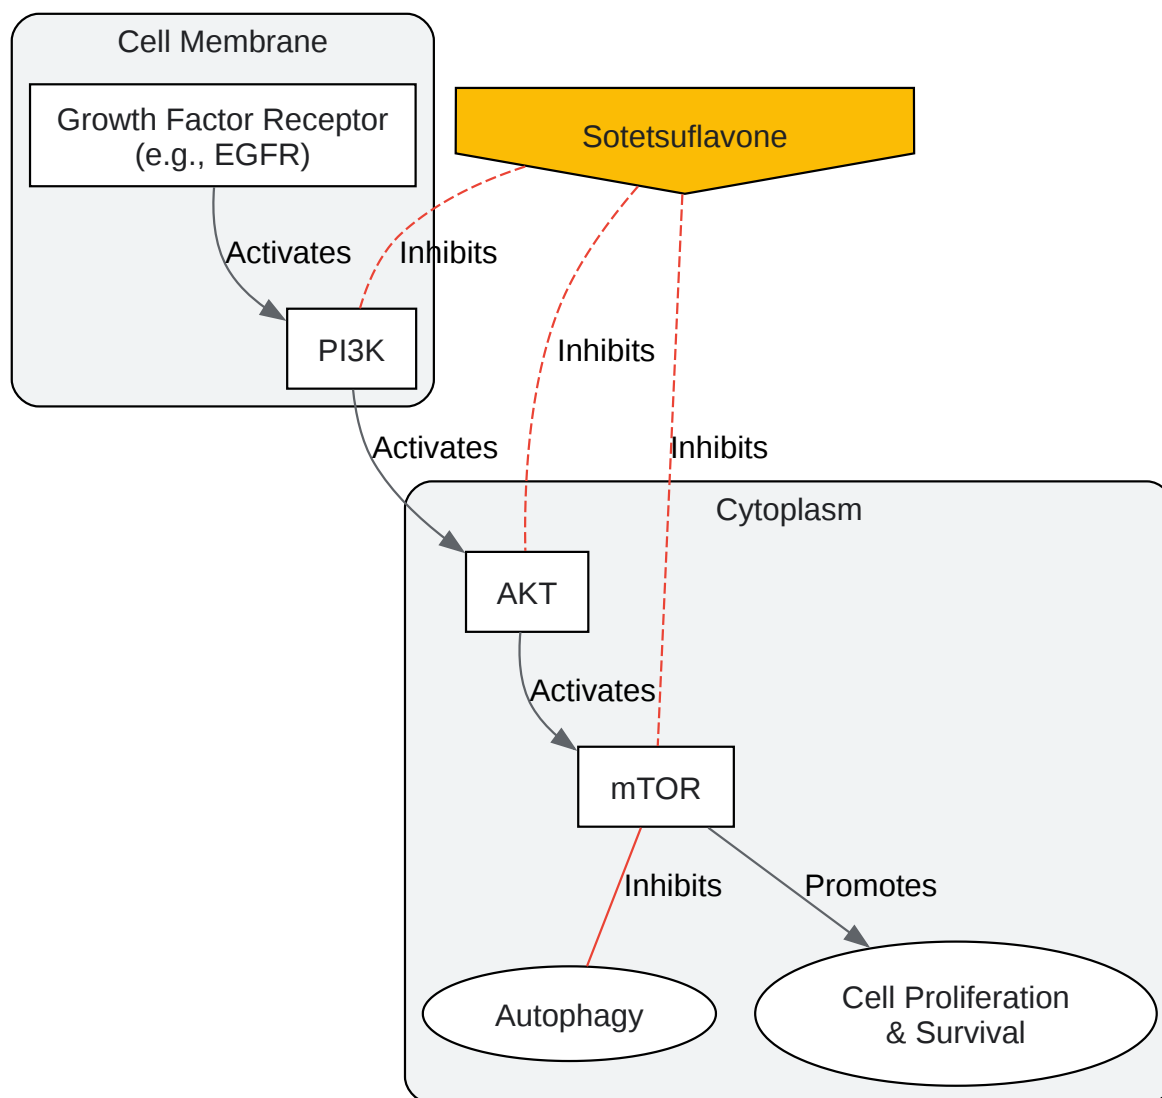 Cell Membrane
Growth Factor Receptor
(e.g., EGFR)
Sotetsuflavone
Activates
Inhibits
PI3K
Inhibits
Activates
Inhibits
Cytoplasm
AKT
Activates
mTOR
Inhibits
Promotes
Autophagy
Cell Proliferation
& Survival